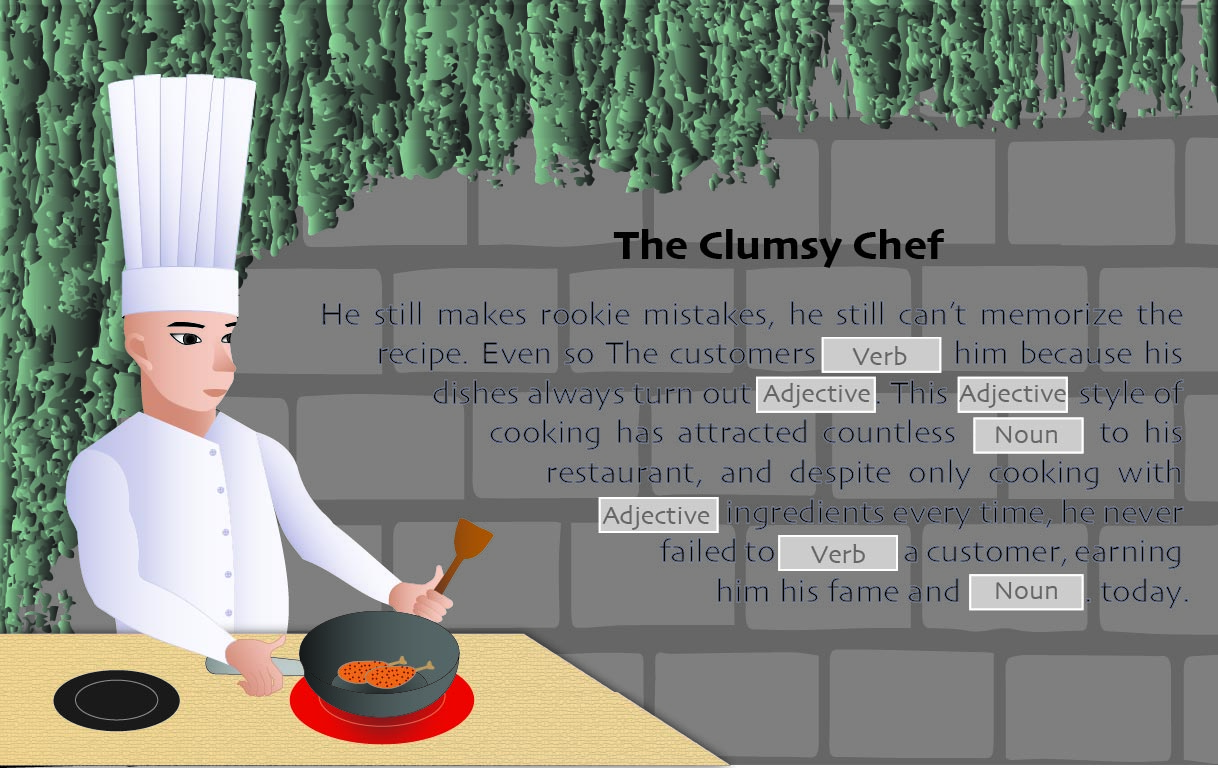 The Clumsy Chef
He still makes rookie mistakes, he still can't memorize the
recipe. Even so The customers Verb him because his
dishes always turn out Adjective. This Adjective style of
cooking has attracted countless Noun to his
restaurant, and despite only cooking with
Adjective ingredients every time, he never
failed to Verb a customer, earning
him his fame and Noun. today.